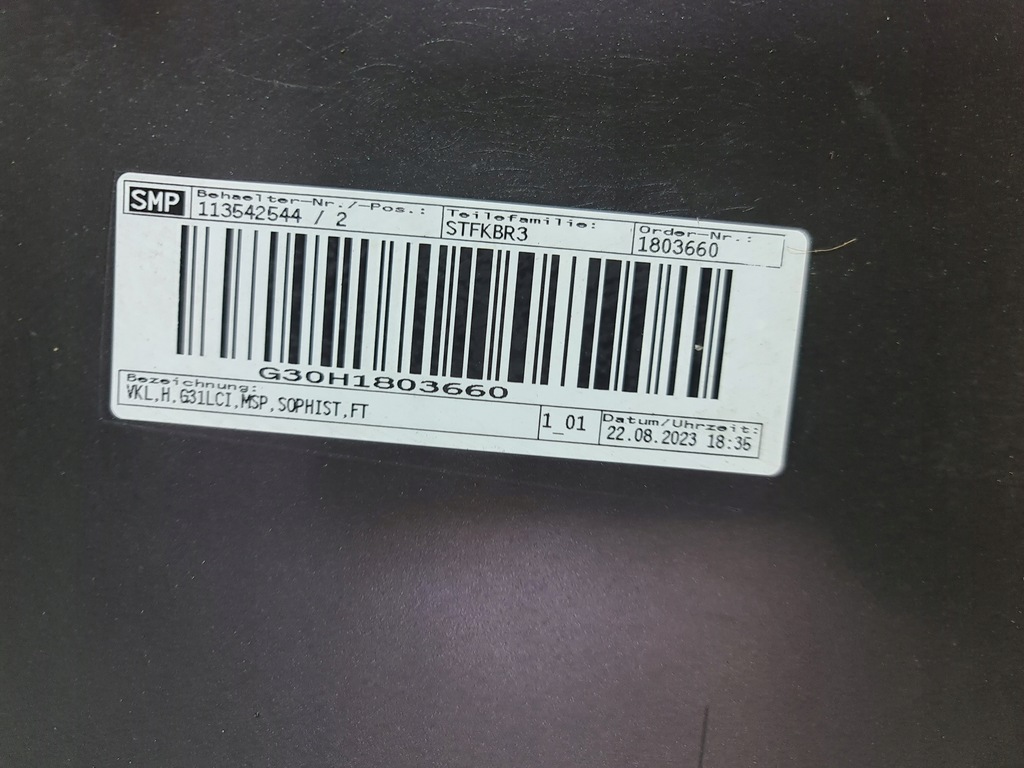 SMP
Behaelter-Nr./-Pos.:
113542544 / 2
Teilefamilie:
STFKBR3
Order-Nr.:
1803660
G30H1803660
Bezeichnung:
VKL,H,G31LCI,MSP,SOPHIST,FT
1_01
Datum/Uhrzeit:
22.08.2023 18:35